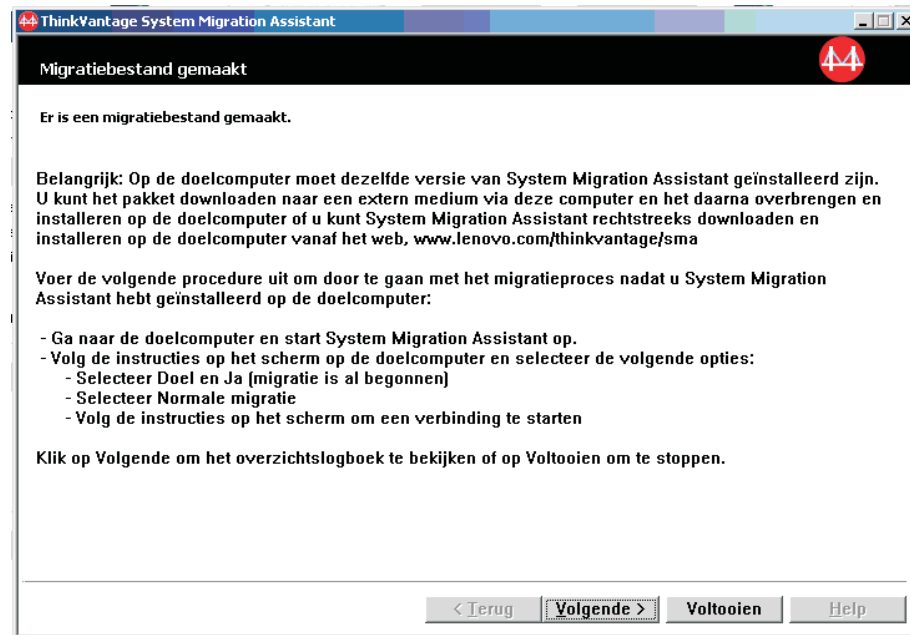 ThinkVantage System Migration Assistant
Migratiebestand gemaakt
Er is een migratiebestand gemaakt.
Belangrijk: Op de doelcomputer moet dezelfde versie van System Migration Assistant geïnstalleerd zijn.
U kunt het pakket downloaden naar een extern medium via deze computer en het daarna overbrengen en
installeren op de doelcomputer of u kunt System Migration Assistant rechtstreeks downloaden en
installeren op de doelcomputer vanaf het web, www.lenovo.com/thinkvantage/sma
Voer de volgende procedure uit om door te gaan met het migratieproces nadat u System Migration
Assistant hebt geïnstalleerd op de doelcomputer:
- Ga naar de doelcomputer en start System Migration Assistant op.
- Volg de instructies op het scherm op de doelcomputer en selecteer de volgende opties:
- Selecteer Doel en Ja (migratie is al begonnen)
- Selecteer Normale migratie
- Volg de instructies op het scherm om een verbinding te starten
Klik op Volgende om het overzichtslogboek te bekijken of op Voltooien om te stoppen.
< Terug Volgende > Voltooien Help